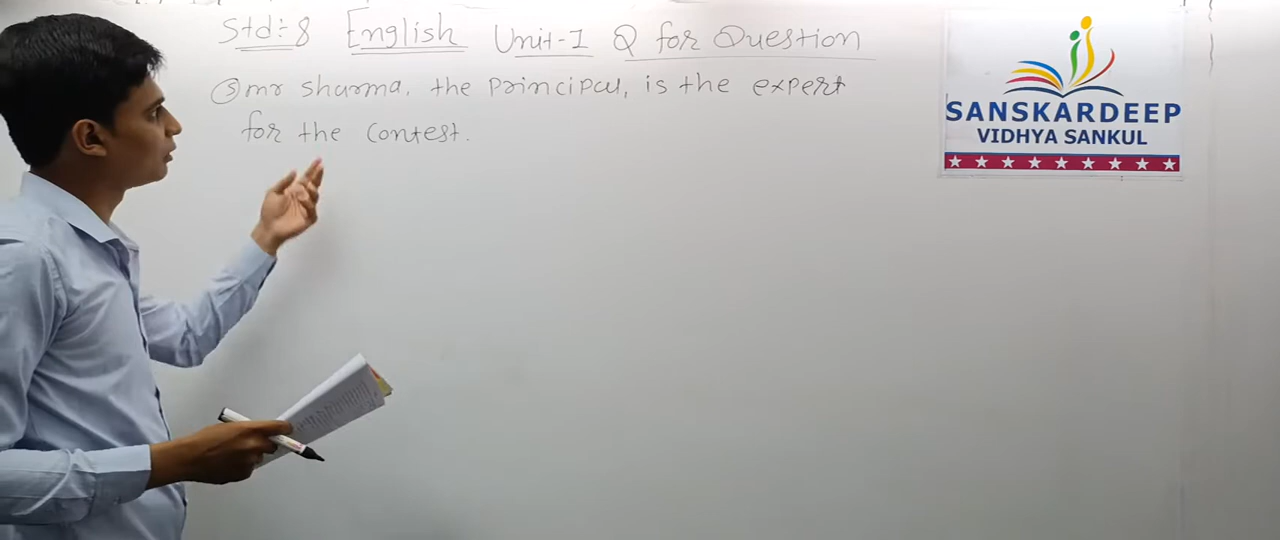 Std:- 8 English Unit-1 Q for Question
⑤ mr sharma, the principal, is the expert
for the contest.
SANSKARDEEP
VIDHYA SANKUL